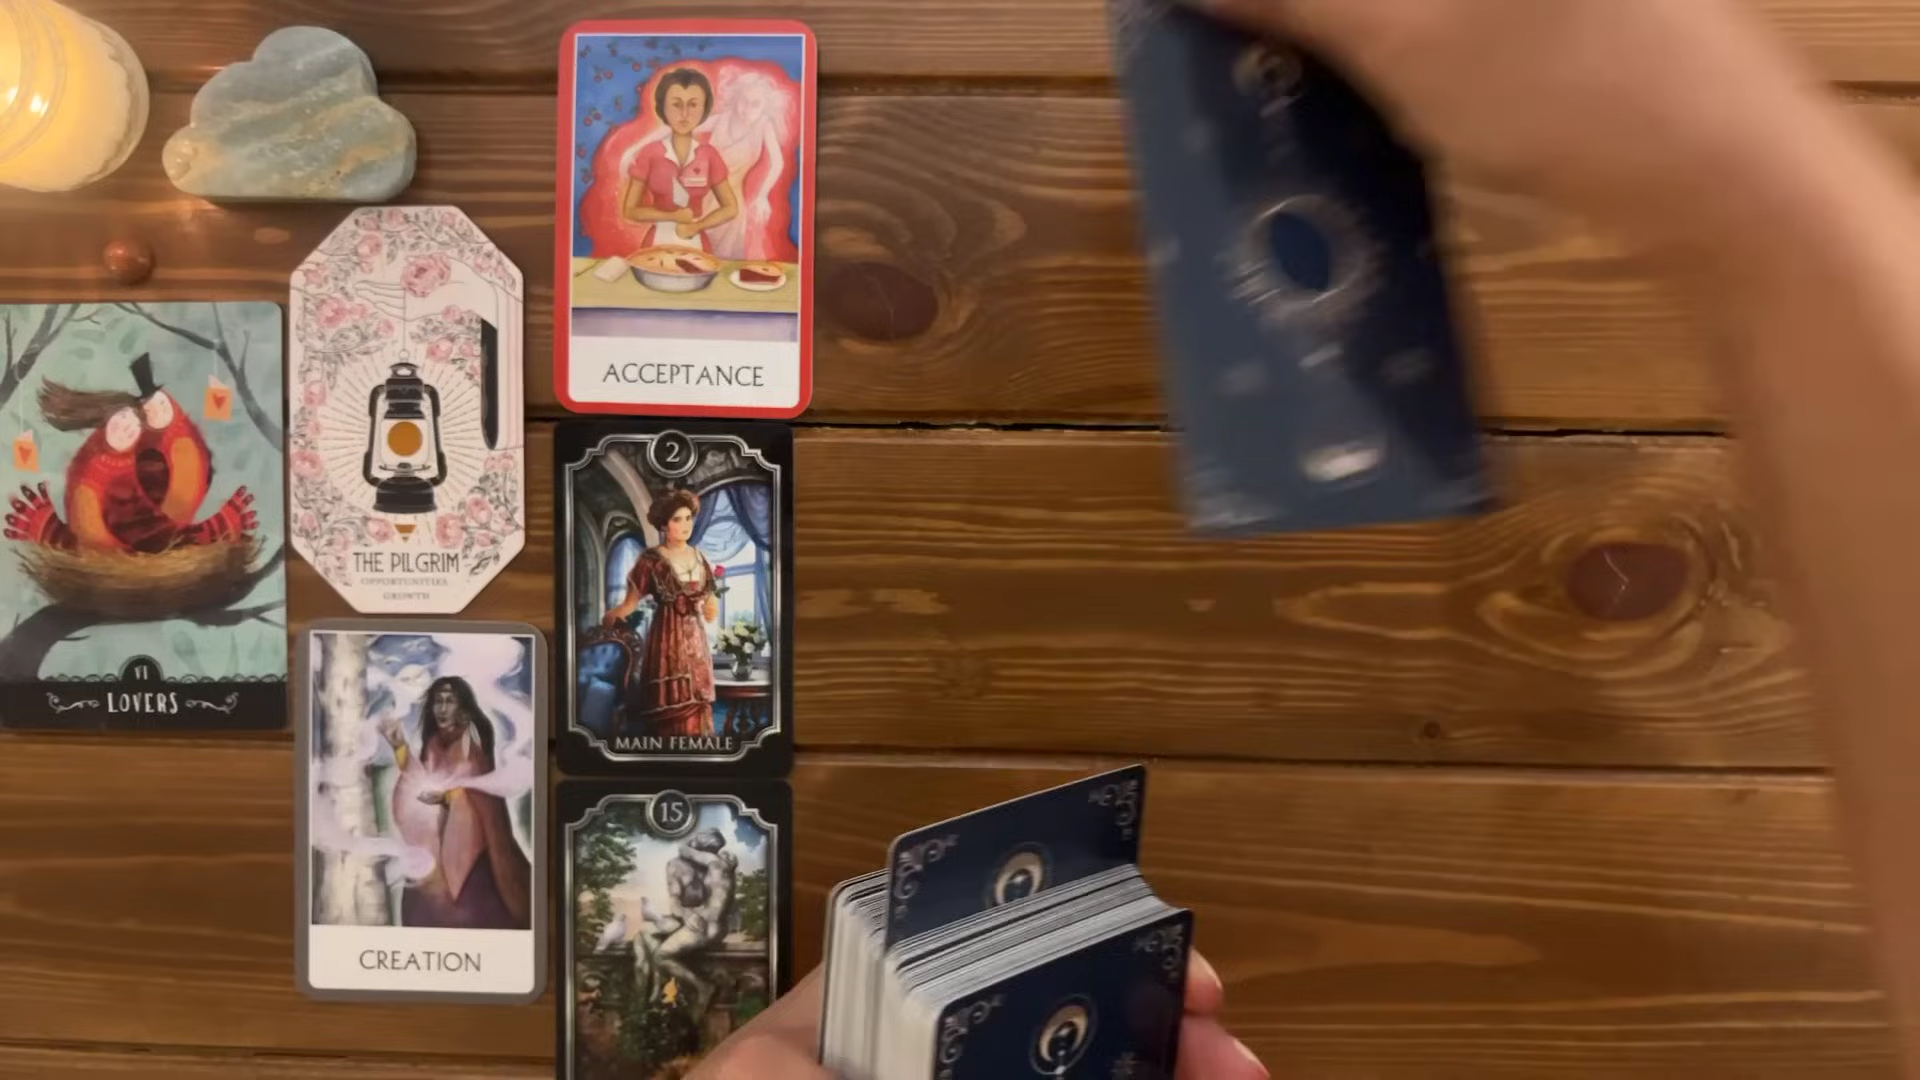 ACCEPTANCE
2
MAIN FEMALE
15
THE PILGRIM
OPPORTUNITIES
GROWTH
VI
LOVERS
CREATION